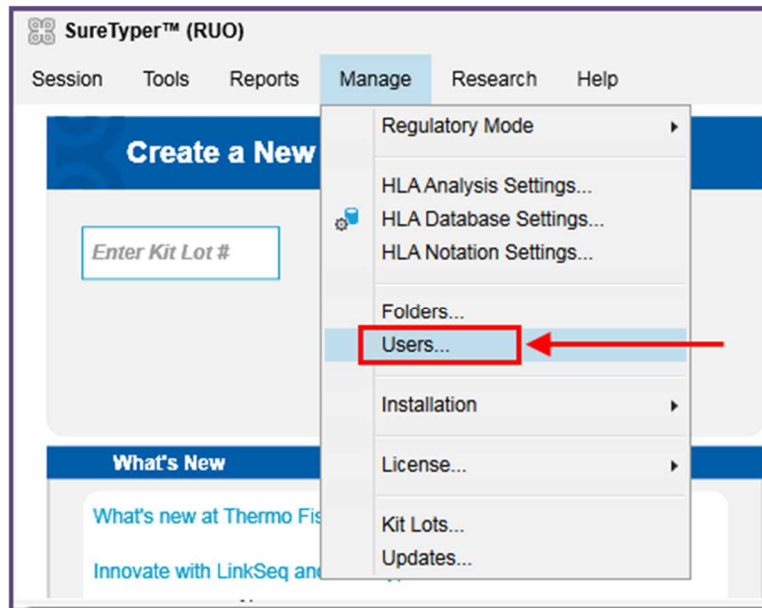 SureTyper™ (RUO)
Session Tools Reports Manage Research Help
Create a New
Enter Kit Lot #
Regulatory Mode
HLA Analysis Settings...
HLA Database Settings...
HLA Notation Settings...
Folders...
Users...
Installation
License...
Kit Lots...
Updates...
What's New
What's new at Thermo Fis
Innovate with LinkSeq and